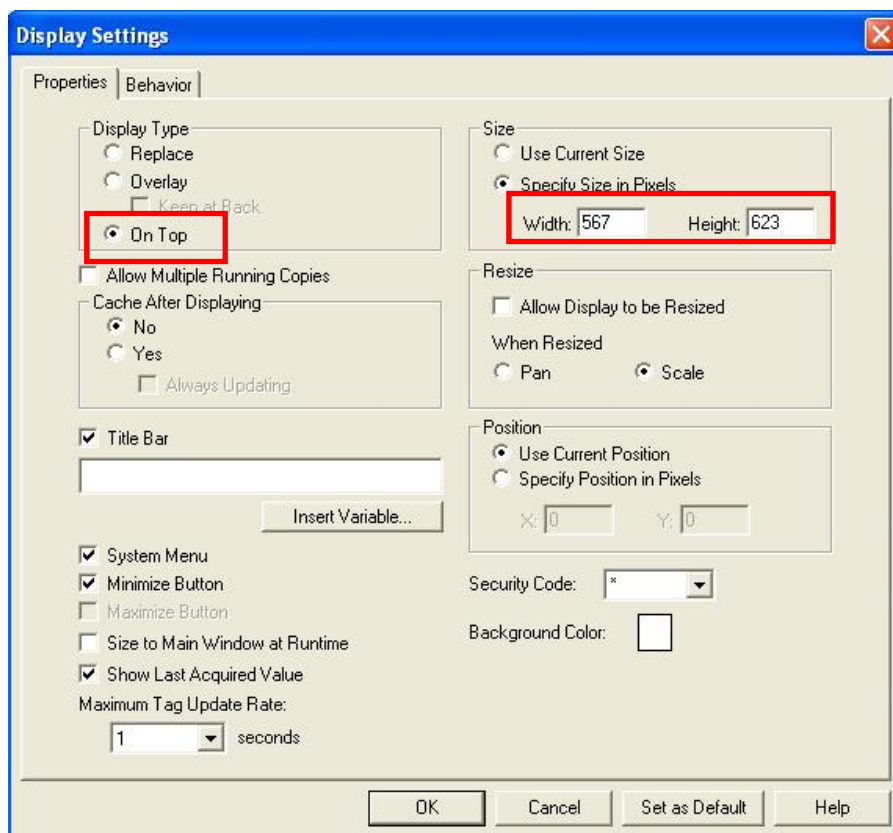 Display Settings
Properties Behavior
Display Type
Replace
Overlay
Keep at Back
On Top
Allow Multiple Running Copies
Cache After Displaying
No
Yes
Always Updating
Title Bar
Insert Variable...
System Menu
Minimize Button
Maximize Button
Size to Main Window at Runtime
Show Last Acquired Value
Maximum Tag Update Rate:
1 seconds
Size
Use Current Size
Specify Size in Pixels
Width: 567 Height: 623
Resize
Allow Display to be Resized
When Resized
Pan Scale
Position
Use Current Position
Specify Position in Pixels
X: 0 Y: 0
Security Code: *
Background Color:
OK Cancel Set as Default Help